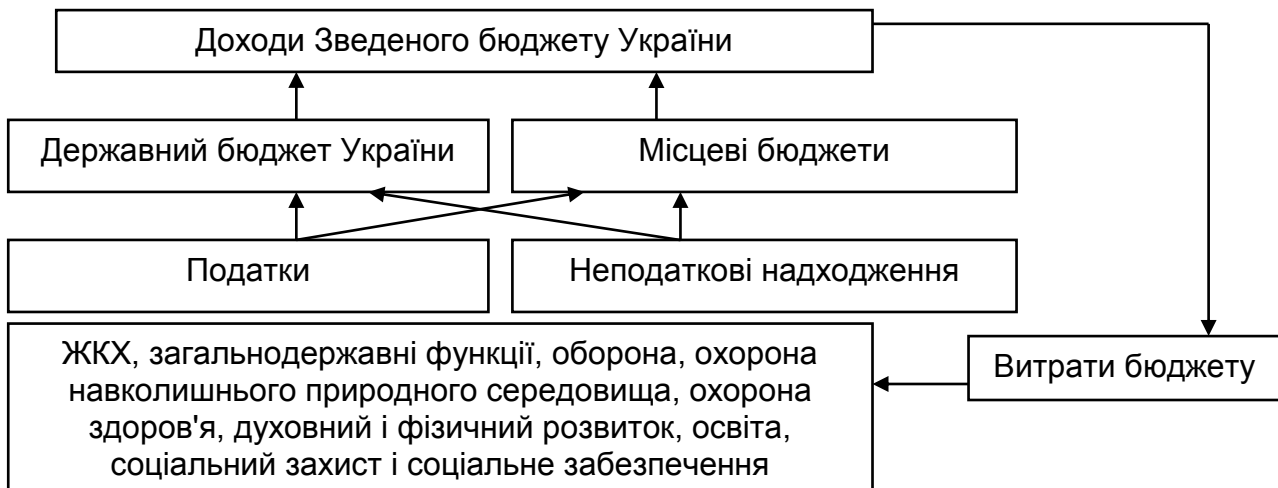 Доходи Зведеного бюджету України
Державний бюджет України
Місцеві бюджети
Податки
Неподаткові надходження
ЖКХ, загальнодержавні функції, оборона, охорона
навколишнього природного середовища, охорона
здоров'я, духовний і фізичний розвиток, освіта,
соціальний захист і соціальне забезпечення
Витрати бюджету